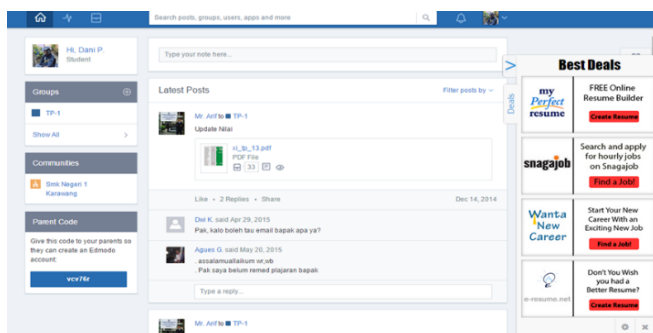 Search posts, groups, users, apps and more
Hi, Dani P.
Student
Groups
TP-1
Show All
Communities
Smk Negeri 1
Karawang
Parent Code
Give this code to your parents so
they can create an Edmodo
account:
vcv76r
Type your note here...
Latest Posts
Filter posts by
Mr. Arif to TP-1
Update Nilai
xi_tp_13.pdf
PDF File
33
Like • 2 Replies • Share
Dec 14, 2014
Dwi K. said Apr 29, 2015
Pak, kalo boleh tau email bapak apa ya?
Agues G. said May 20, 2015
. assalamuallaikum wr,wb
. Pak saya belum remed plajaran bapak
Type a reply...
Mr. Arif to TP-1
Deals
Best Deals
my
Perfect
resume
FREE Online
Resume Builder
Create Resume
snagajob
Search and apply
for hourly jobs
on Snagajob
Find a Job!
Wanta
New
Career
Start Your New
Career With an
Exciting New Job
Find a Job!
e-resume.net
Don't You Wish
you had a
Better Resume?
Create Resume